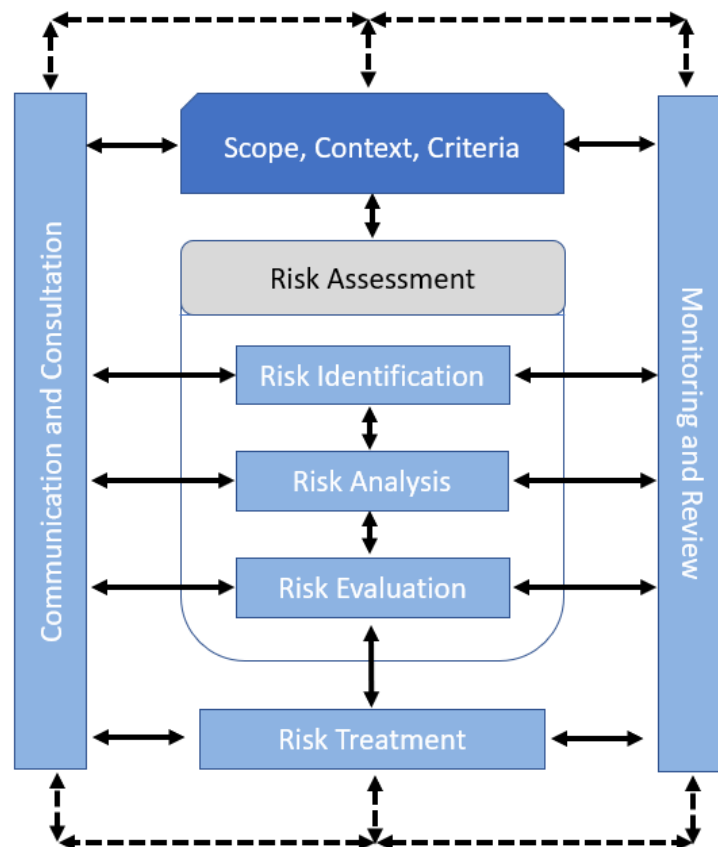 Scope, Context, Criteria
Risk Assessment
Risk Identification
Risk Analysis
Risk Evaluation
Risk Treatment
Communication and Consultation
Monitoring and Review